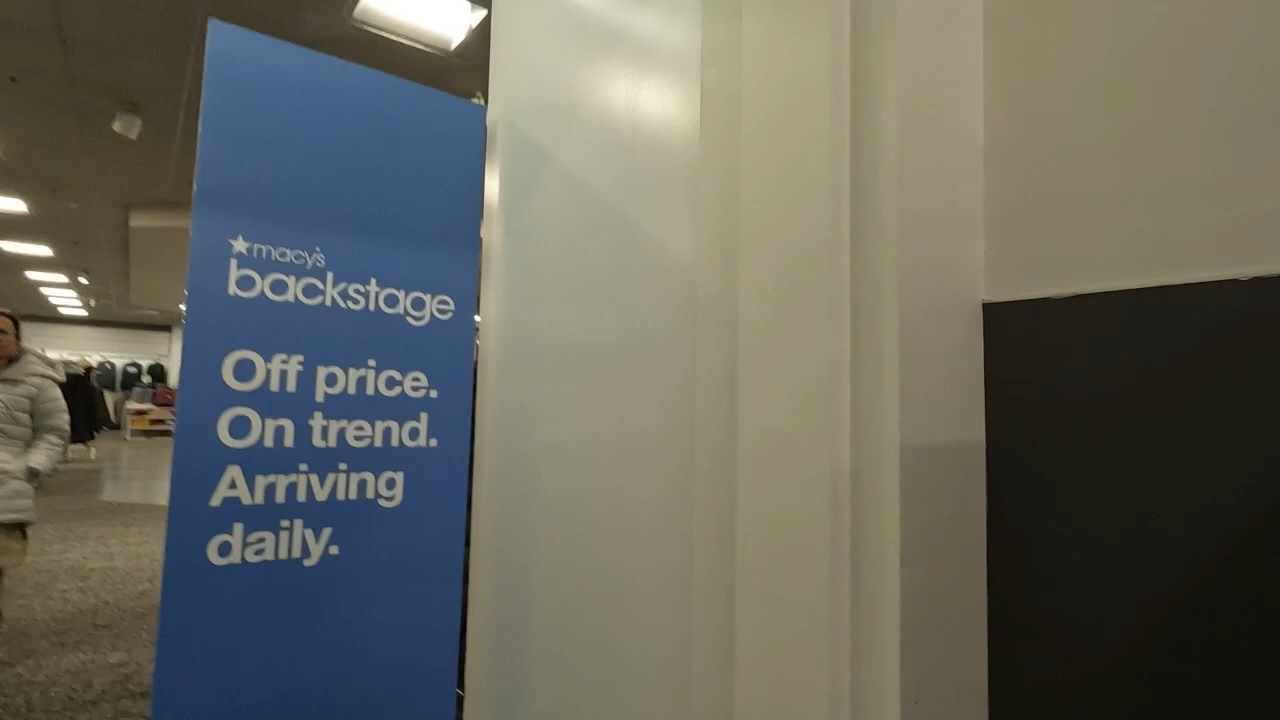 macy's
backstage
Off price.
On trend.
Arriving
daily.